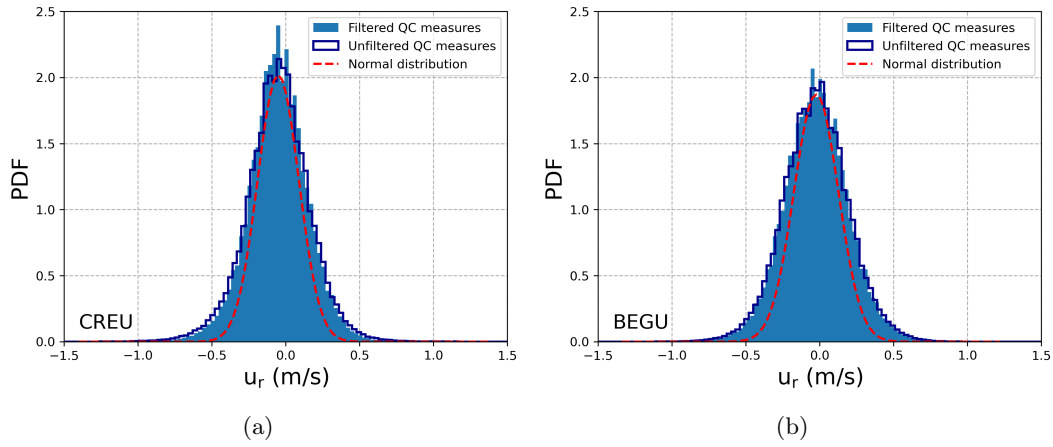 2.5
2.0
1.5
1.0
0.5
0.0
PDF
Filtered QC measures
Unfiltered QC measures
Normal distribution
CREU
−1.5 −1.0 −0.5 0.0 0.5 1.0 1.5
u_r (m/s)
(a)
2.5
2.0
1.5
1.0
0.5
0.0
PDF
Filtered QC measures
Unfiltered QC measures
Normal distribution
BEGU
−1.5 −1.0 −0.5 0.0 0.5 1.0 1.5
u_r (m/s)
(b)